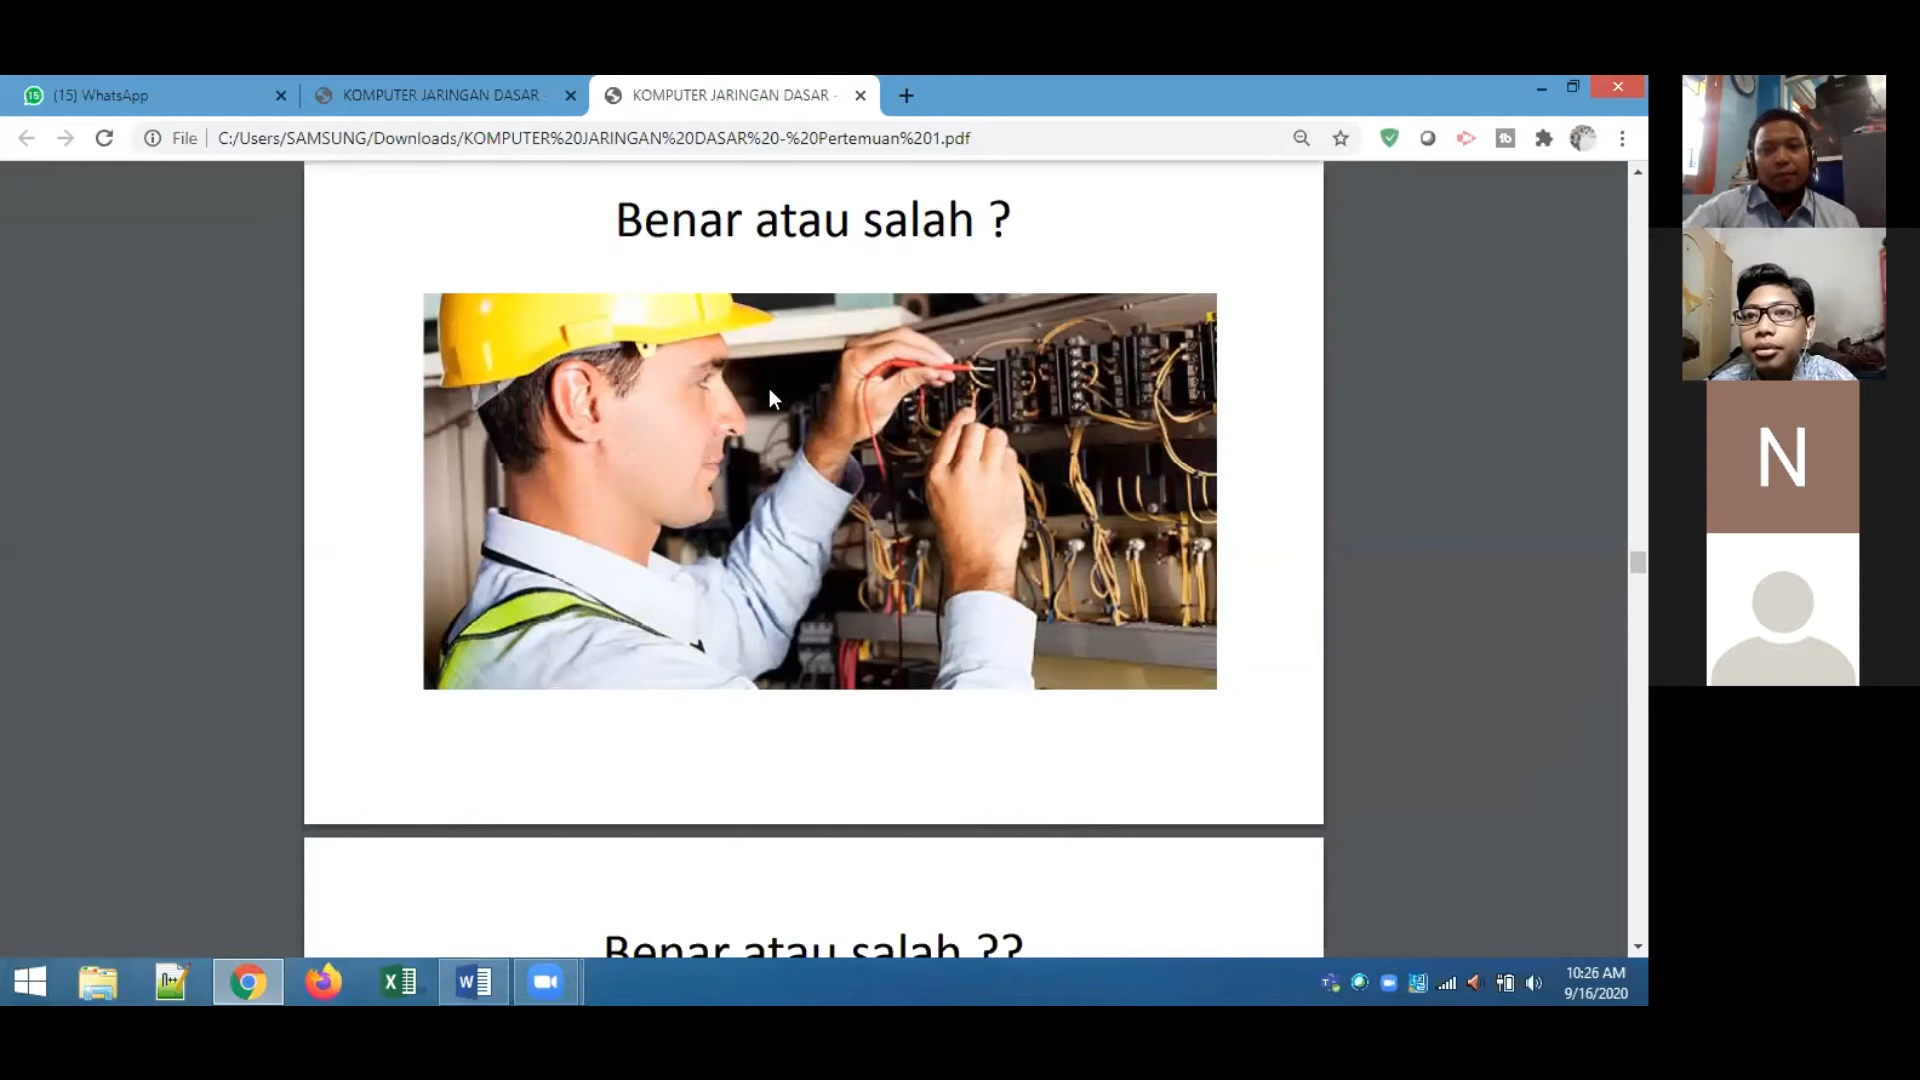 (15) WhatsApp
KOMPUTER JARINGAN DASAR -
KOMPUTER JARINGAN DASAR -
File
C:/Users/SAMSUNG/Downloads/KOMPUTER%20JARINGAN%20DASAR%20-%20Pertemuan%201.pdf
Benar atau salah ?
N
Benar atau salah ??
10:26 AM
9/16/2020